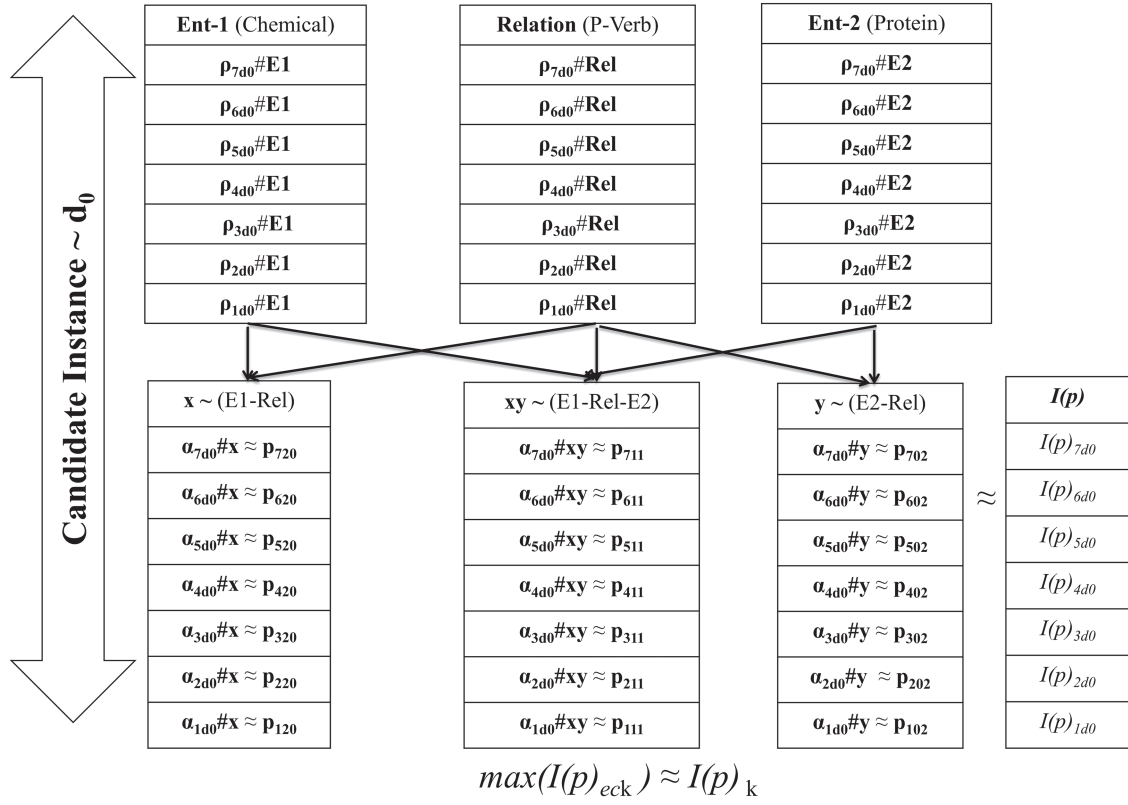 Candidate Instance ~ d₀
Ent-1 (Chemical) Relation (P-Verb) Ent-2 (Protein)
ρ₇d₀#E1 ρ₇d₀#Rel ρ₇d₀#E2
ρ₆d₀#E1 ρ₆d₀#Rel ρ₆d₀#E2
ρ₅d₀#E1 ρ₅d₀#Rel ρ₅d₀#E2
ρ₄d₀#E1 ρ₄d₀#Rel ρ₄d₀#E2
ρ₃d₀#E1 ρ₃d₀#Rel ρ₃d₀#E2
ρ₂d₀#E1 ρ₂d₀#Rel ρ₂d₀#E2
ρ₁d₀#E1 ρ₁d₀#Rel ρ₁d₀#E2
x ~ (E1-Rel) xy ~ (E1-Rel-E2) y ~ (E2-Rel) I(p)
α₇d₀#x ≈ p₇₂₀ α₇d₀#xy ≈ p₇₁₁ α₇d₀#y ≈ p₇₀₂ I(p)₇d₀
α₆d₀#x ≈ p₆₂₀ α₆d₀#xy ≈ p₆₁₁ α₆d₀#y ≈ p₆₀₂ ≈ I(p)₆d₀
α₅d₀#x ≈ p₅₂₀ α₅d₀#xy ≈ p₅₁₁ α₅d₀#y ≈ p₅₀₂ I(p)₅d₀
α₄d₀#x ≈ p₄₂₀ α₄d₀#xy ≈ p₄₁₁ α₄d₀#y ≈ p₄₀₂ I(p)₄d₀
α₃d₀#x ≈ p₃₂₀ α₃d₀#xy ≈ p₃₁₁ α₃d₀#y ≈ p₃₀₂ I(p)₃d₀
α₂d₀#x ≈ p₂₂₀ α₂d₀#xy ≈ p₂₁₁ α₂d₀#y ≈ p₂₀₂ I(p)₂d₀
α₁d₀#x ≈ p₁₂₀ α₁d₀#xy ≈ p₁₁₁ α₁d₀#y ≈ p₁₀₂ I(p)₁d₀
max(I(p)ₑcₖ) ≈ I(p) ₖ